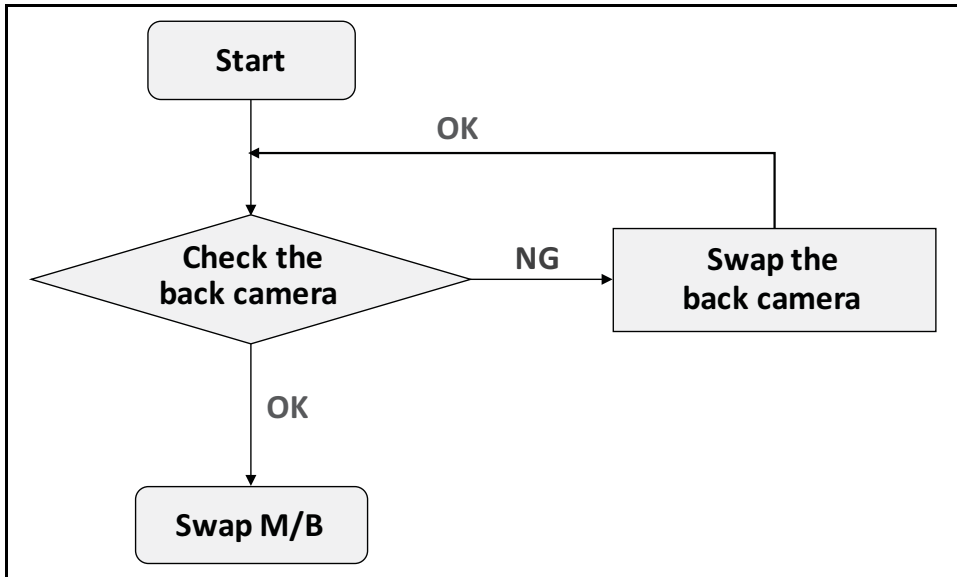 Start
OK
Check the
back camera
NG
Swap the
back camera
OK
Swap M/B